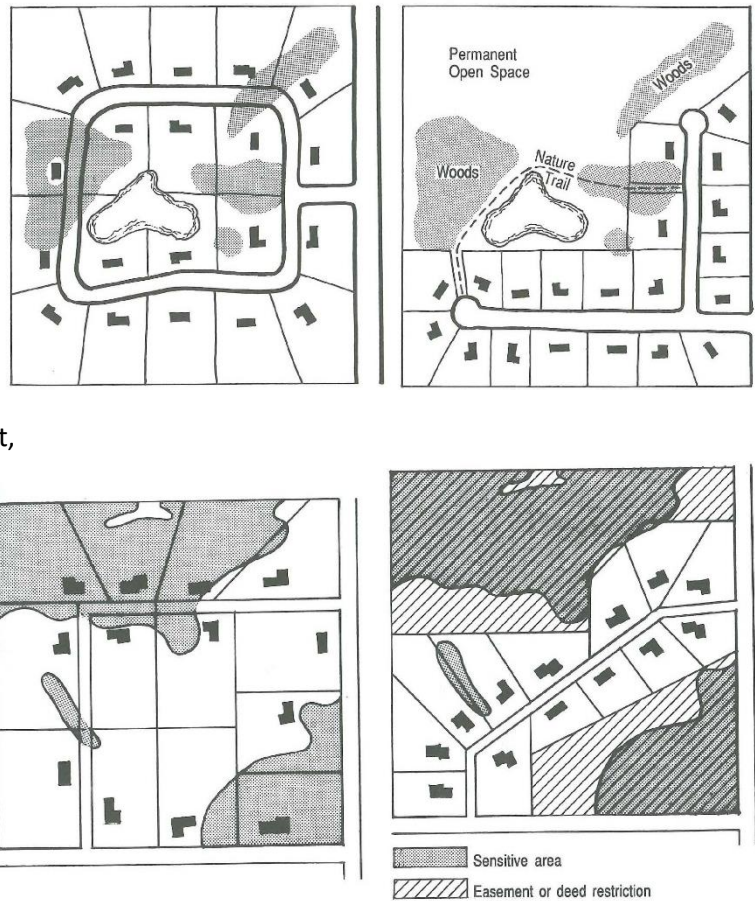 Permanent
Open Space
Woods
Woods
Nature
Trail
t,
Sensitive area
Easement or deed restriction